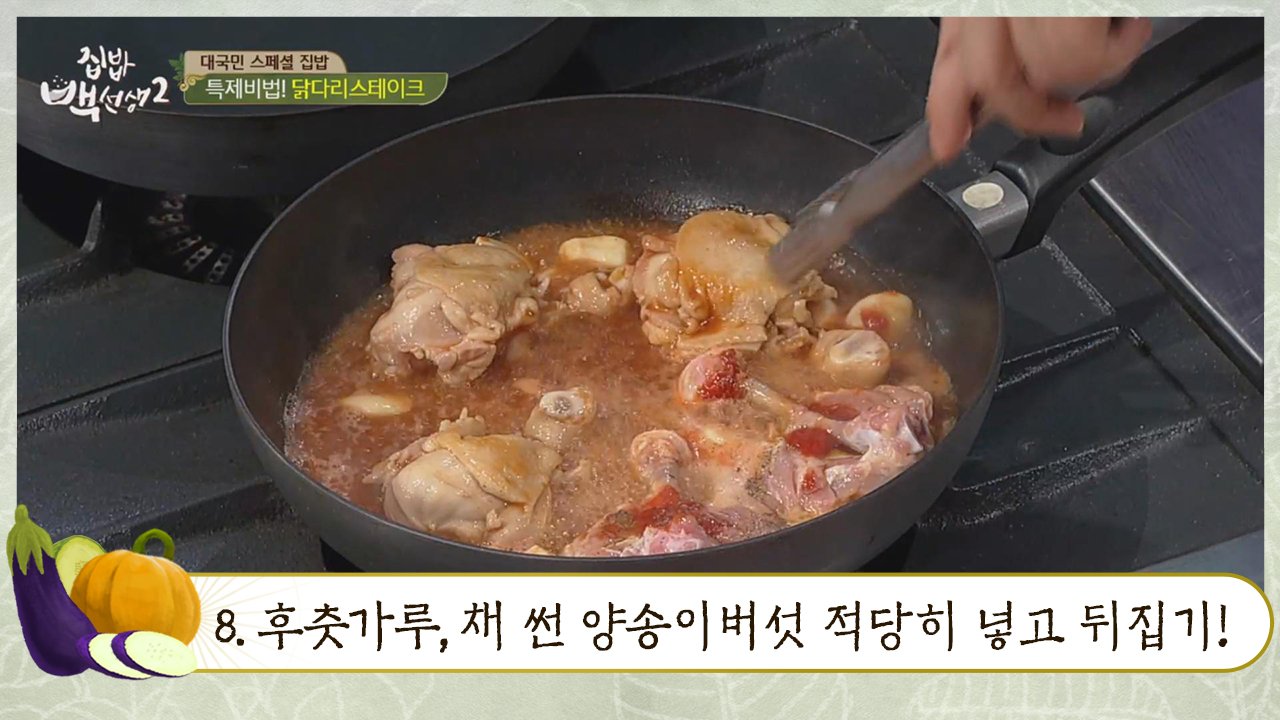 집밥
백선생2
대국민 스페셜 집밥
특제비법! 닭다리스테이크
8. 후춧가루, 채 썬 양송이버섯 적당히 넣고 뒤집기!